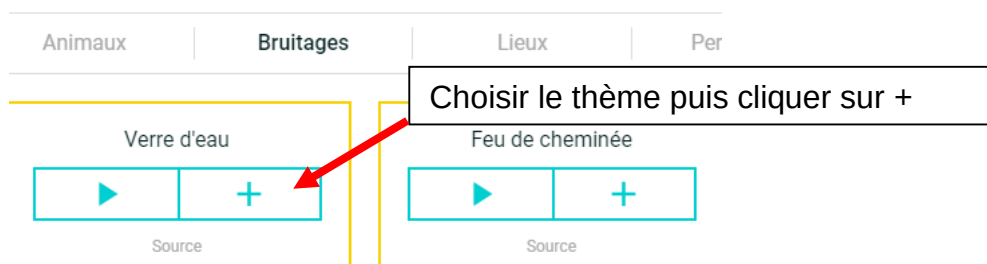 Animaux Bruitages Lieux Per
Choisir le thème puis cliquer sur +
Verre d'eau Feu de cheminée
Source Source